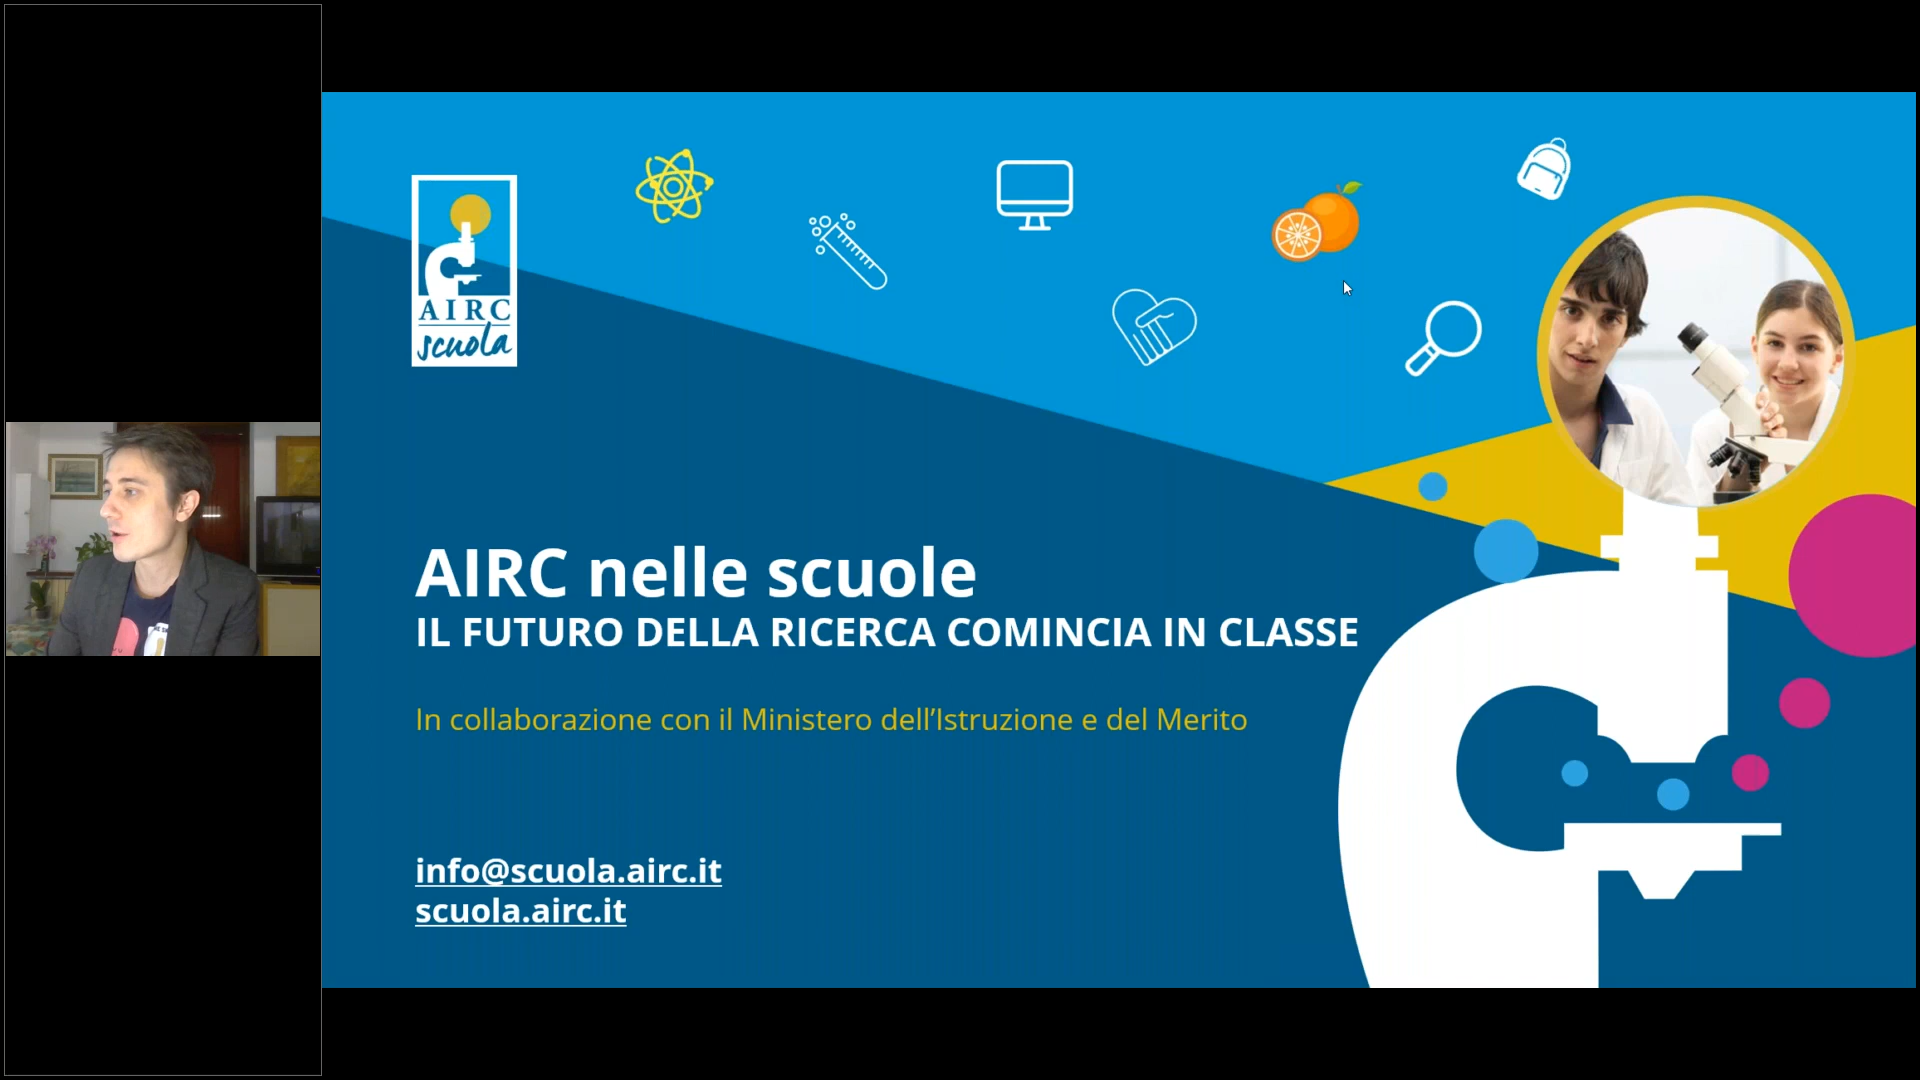 AIRC
scuola
AIRC nelle scuole
IL FUTURO DELLA RICERCA COMINCIA IN CLASSE
In collaborazione con il Ministero dell’Istruzione e del Merito
info@scuola.airc.it
scuola.airc.it